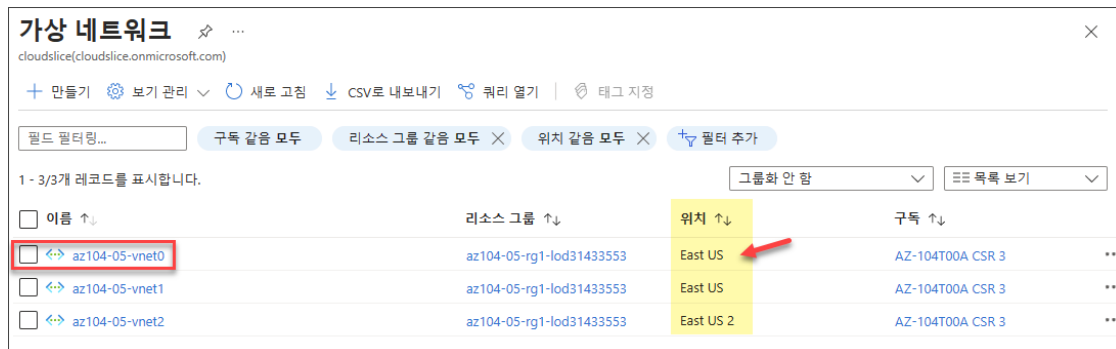 가상 네트워크
cloudslice(cloudslice.onmicrosoft.com)
만들기 보기 관리 새로 고침 CSV로 내보내기 쿼리 열기 태그 지정
필드 필터링... 구독 같음 모두 리소스 그룹 같음 모두 위치 같음 모두 필터 추가
1 - 3/3개 레코드를 표시합니다. 그룹화 안 함 목록 보기
이름 리소스 그룹 위치 구독
az104-05-vnet0 az104-05-rg1-lod31433553 East US AZ-104T00A CSR 3
az104-05-vnet1 az104-05-rg1-lod31433553 East US AZ-104T00A CSR 3
az104-05-vnet2 az104-05-rg1-lod31433553 East US 2 AZ-104T00A CSR 3